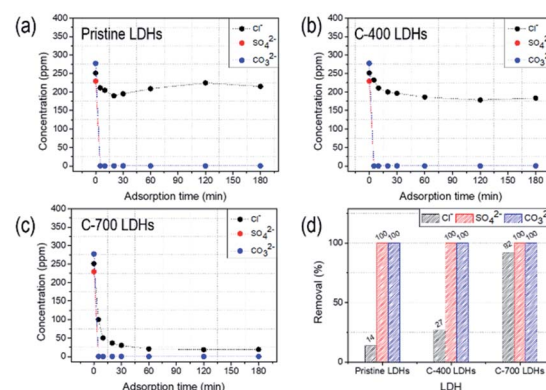 (a) Pristine LDHs
Cl⁻
SO₄²⁻
CO₃²⁻
Concentration (ppm)
400
350
300
250
200
150
100
50
0
0 30 60 90 120 150 180
Adsorption time (min)
(b) C-400 LDHs
Cl⁻
SO₄²⁻
CO₃²⁻
Concentration (ppm)
400
350
300
250
200
150
100
50
0
0 30 60 90 120 150 180
Adsorption time (min)
(c) C-700 LDHs
Cl⁻
SO₄²⁻
CO₃²⁻
Concentration (ppm)
400
350
300
250
200
150
100
50
0
0 30 60 90 120 150 180
Adsorption time (min)
(d) Cl⁻ SO₄²⁻ CO₃²⁻
Removal (%)
100
50
0
14 100 100 27 100 100 92 100 100
Pristine LDHs C-400 LDHs C-700 LDHs
LDH